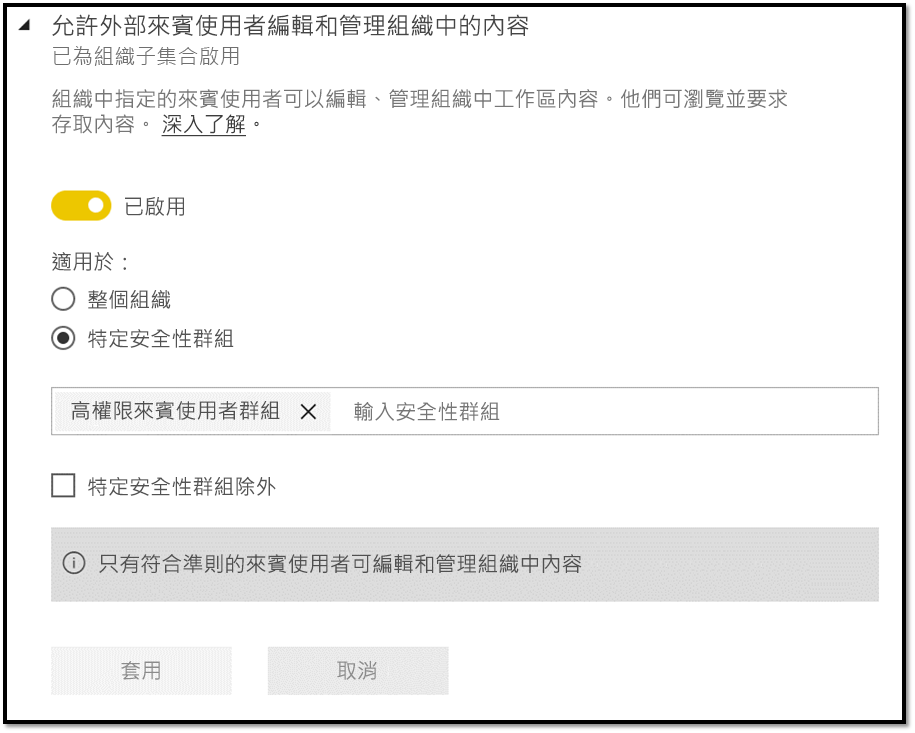 允許外部來賓使用者編輯和管理組織中的內容
已為組織子集合啟用
組織中指定的來賓使用者可以編輯、管理組織中工作區內容。他們可瀏覽並要求
存取內容。 深入了解。
已啟用
適用於：
整個組織
特定安全性群組
高權限來賓使用者群組 輸入安全性群組
特定安全性群組除外
只有符合準則的來賓使用者可編輯和管理組織中內容
套用 取消